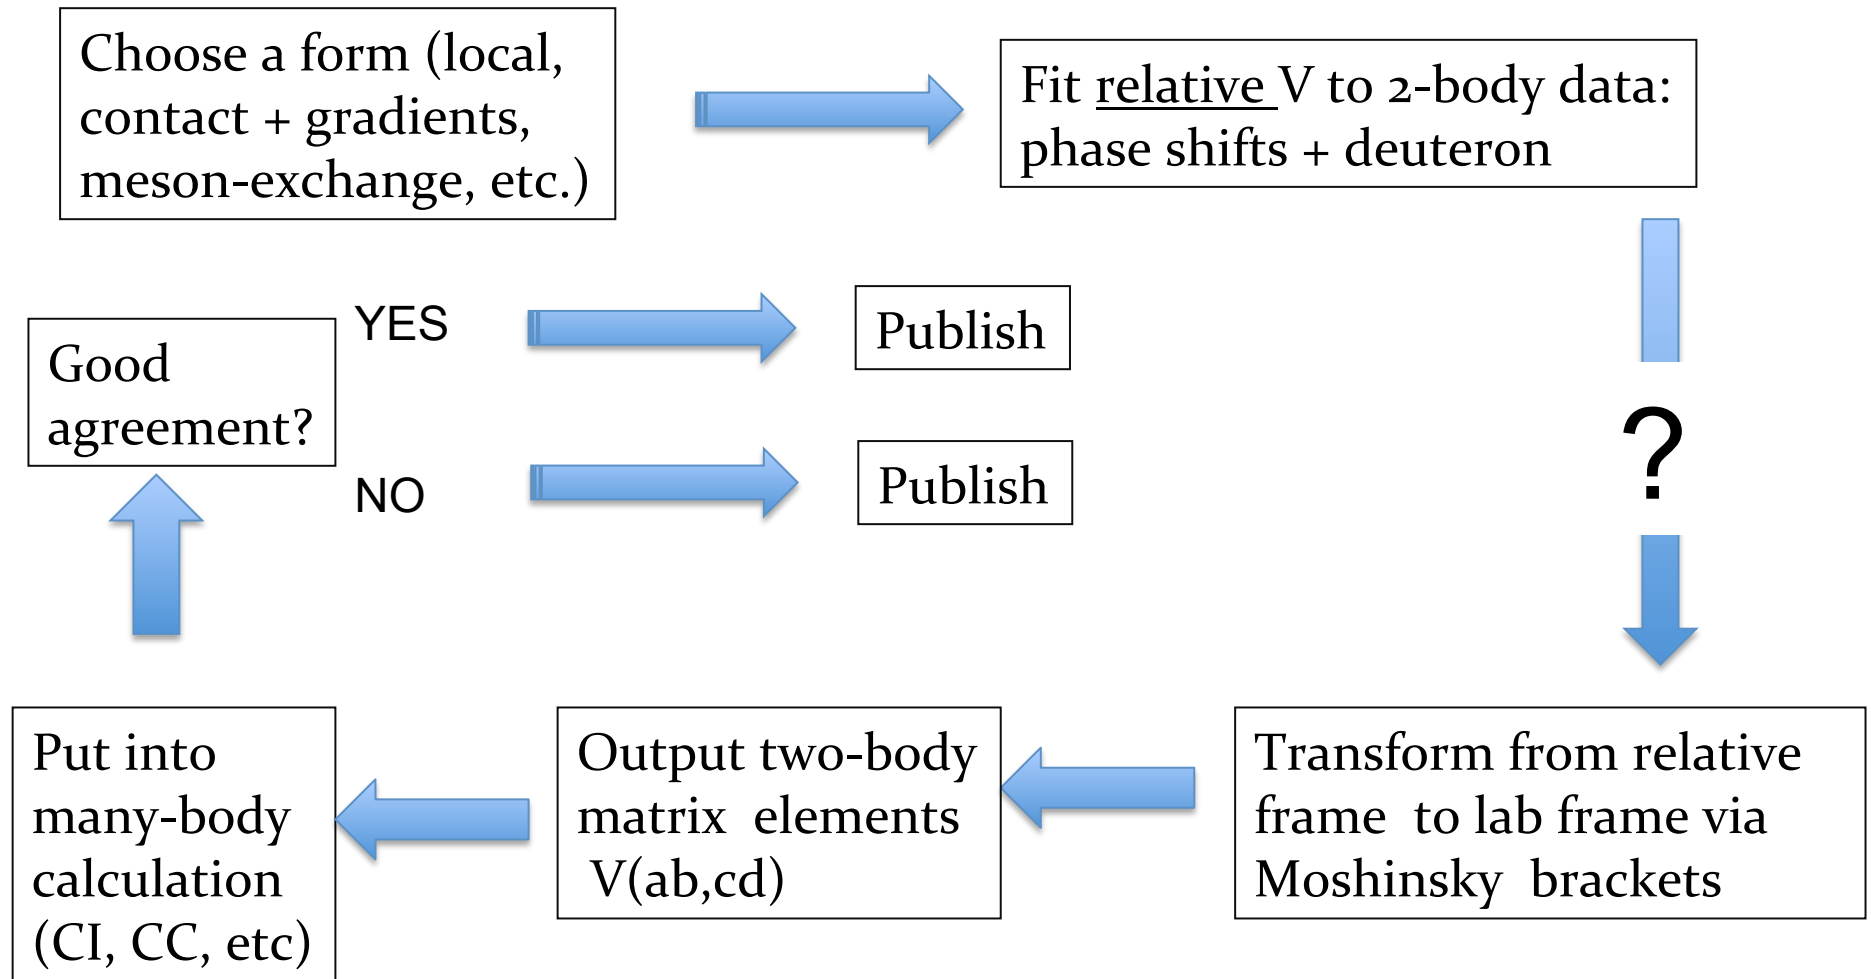 Choose a form (local,
contact + gradients,
meson-exchange, etc.)
Fit relative V to 2-body data:
phase shifts + deuteron
Good
agreement?
YES
Publish
NO
Publish
?
Put into
many-body
calculation
(CI, CC, etc)
Output two-body
matrix elements
V(ab,cd)
Transform from relative
frame to lab frame via
Moshinsky brackets